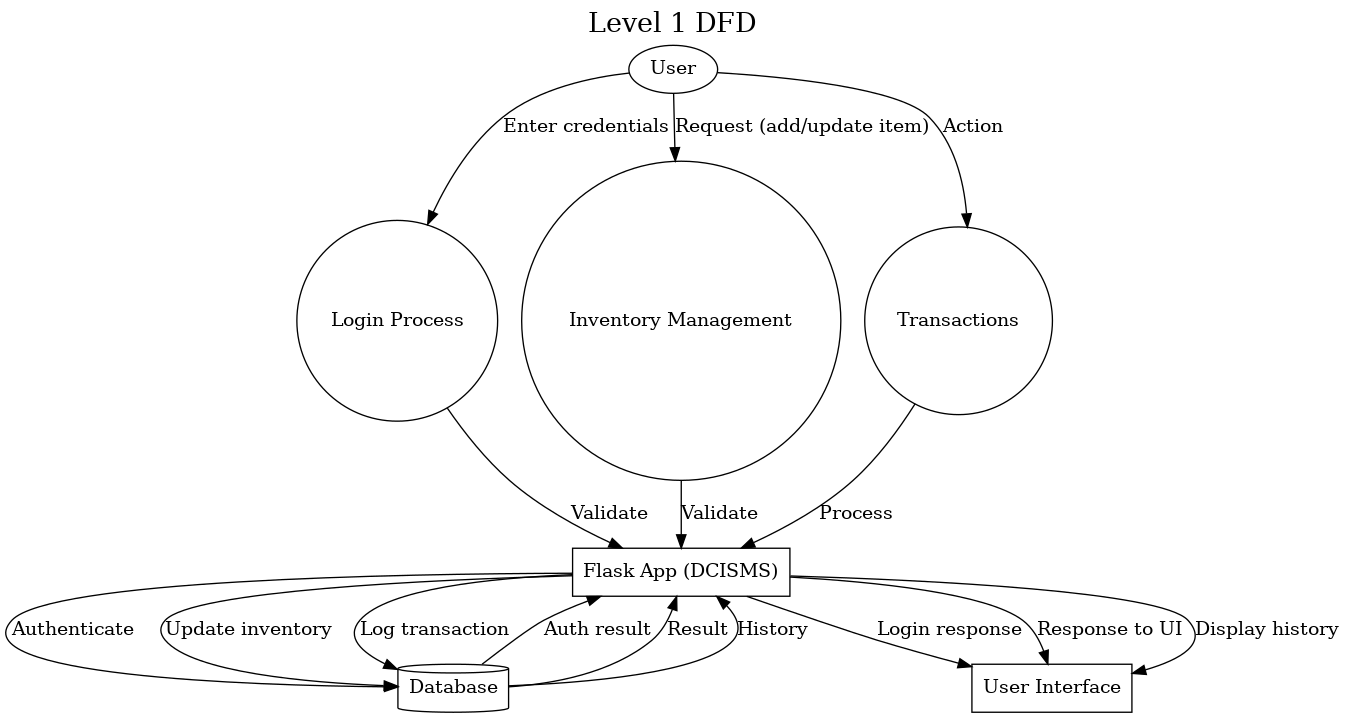 Level 1 DFD
User
Enter credentials
Request (add/update item)
Action
Login Process
Inventory Management
Transactions
Validate
Validate
Process
Flask App (DCISMS)
Authenticate
Update inventory
Log transaction
Auth result
Result
History
Login response
Response to UI
Display history
Database
User Interface